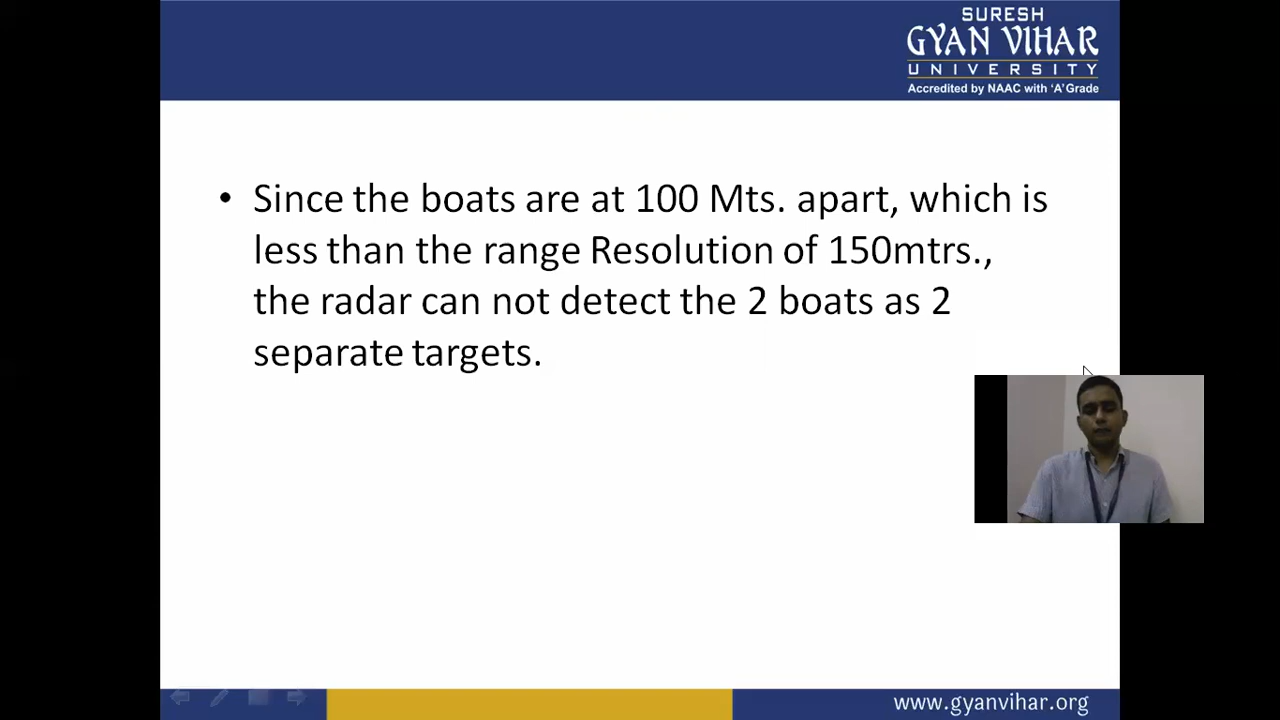 SURESH
GYAN VIHAR
UNIVERSITY
Accredited by NAAC with 'A' Grade
• Since the boats are at 100 Mts. apart, which is
less than the range Resolution of 150mtrs.,
the radar can not detect the 2 boats as 2
separate targets.
www.gyanvihar.org